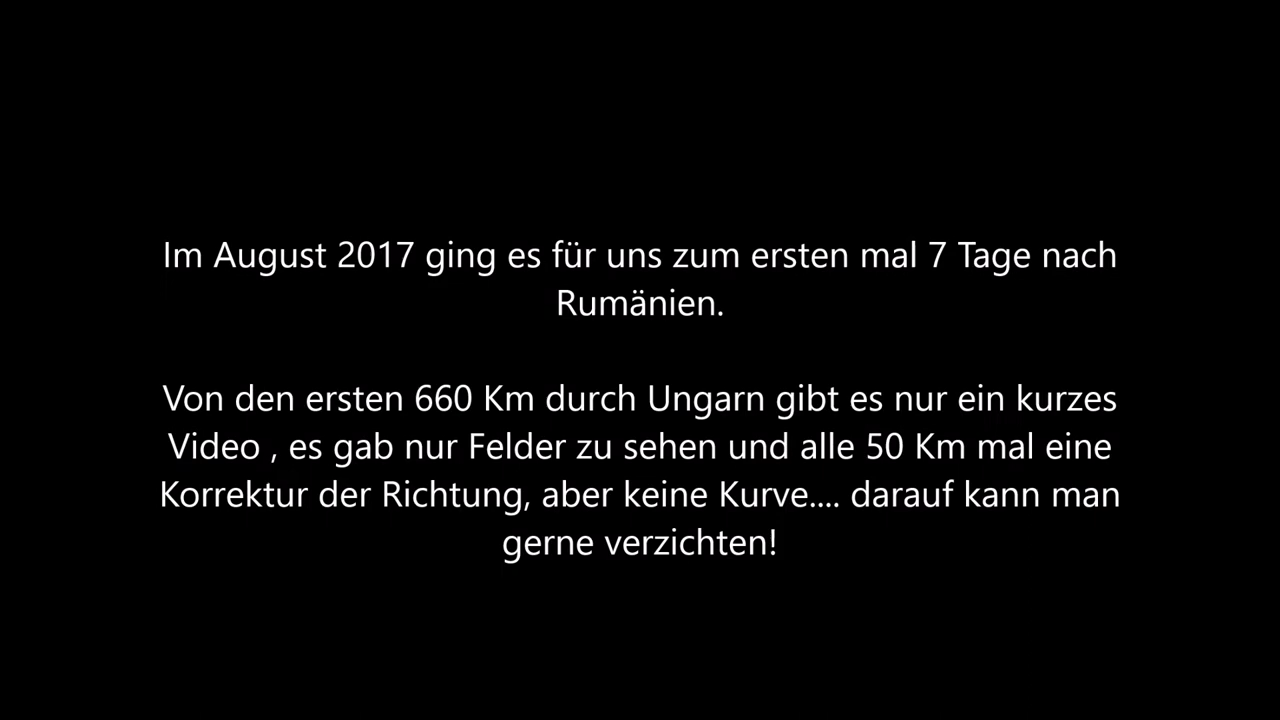 Im August 2017 ging es für uns zum ersten mal 7 Tage nach
Rumänien.
Von den ersten 660 Km durch Ungarn gibt es nur ein kurzes
Video , es gab nur Felder zu sehen und alle 50 Km mal eine
Korrektur der Richtung, aber keine Kurve.... darauf kann man
gerne verzichten!